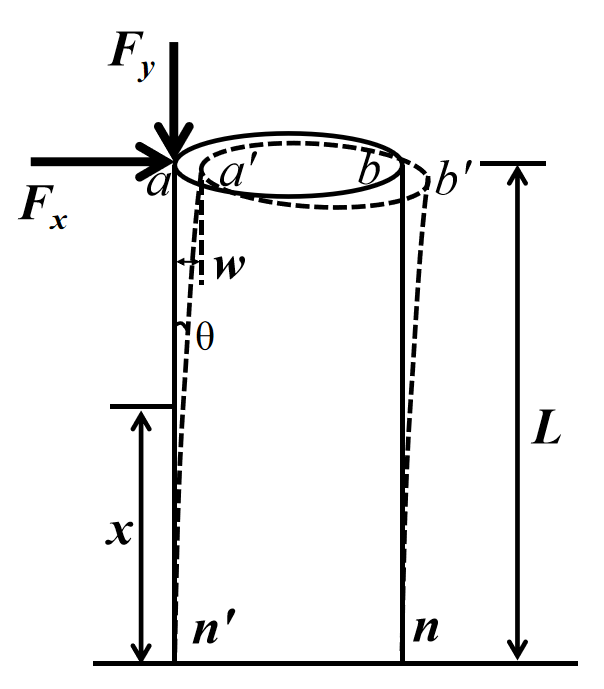 F_y
a a′ b b′
F_x
w
θ
L
x
n′ n